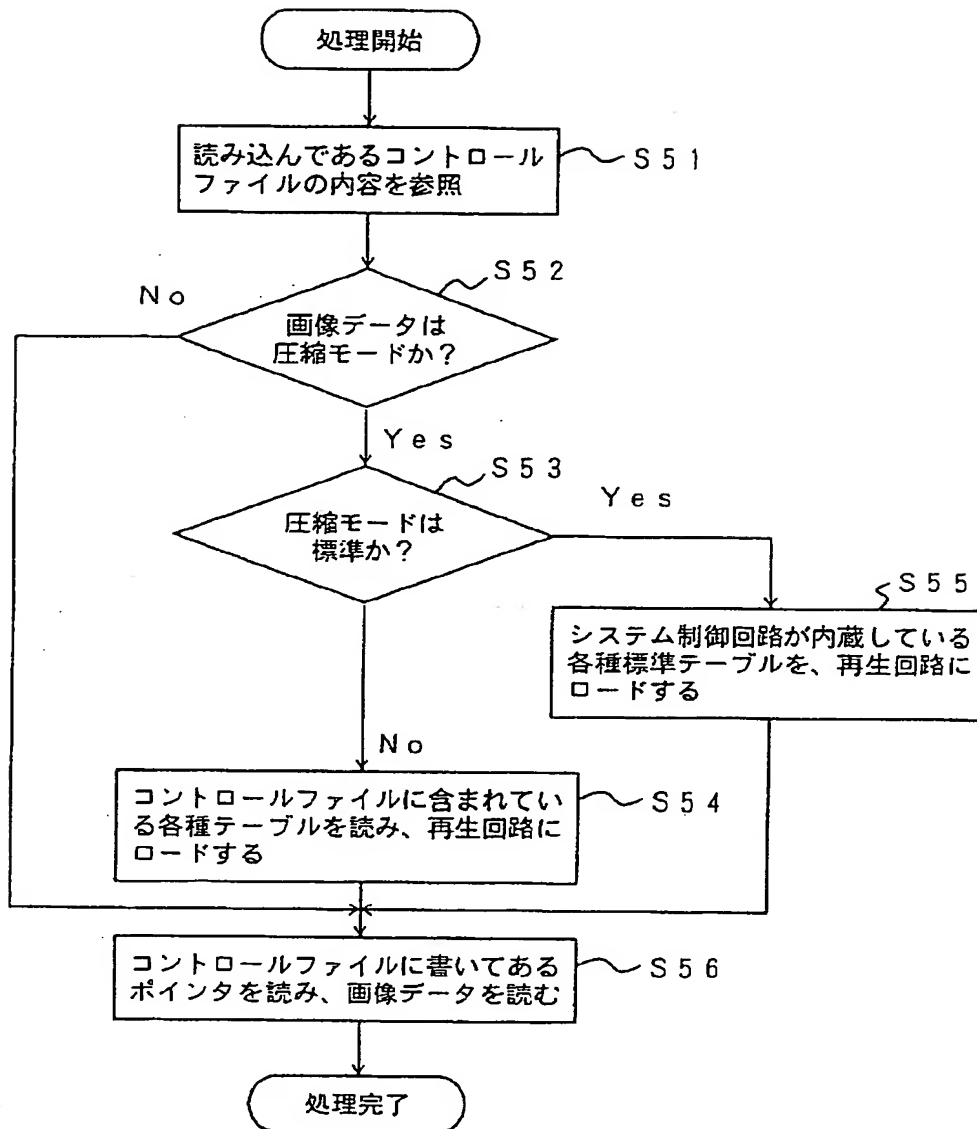 処理開始
読み込んであるコントロール
ファイルの内容を参照
S51
S52
No
画像データは
圧縮モードか？
Yes
S53
Yes
圧縮モードは
標準か？
S55
システム制御回路が内蔵している
各種標準テーブルを、再生回路に
ロードする
No
コントロールファイルに含まれてい
る各種テーブルを読み、再生回路に
ロードする
S54
コントロールファイルに書いてある
ポインタを読み、画像データを読む
S56
処理完了